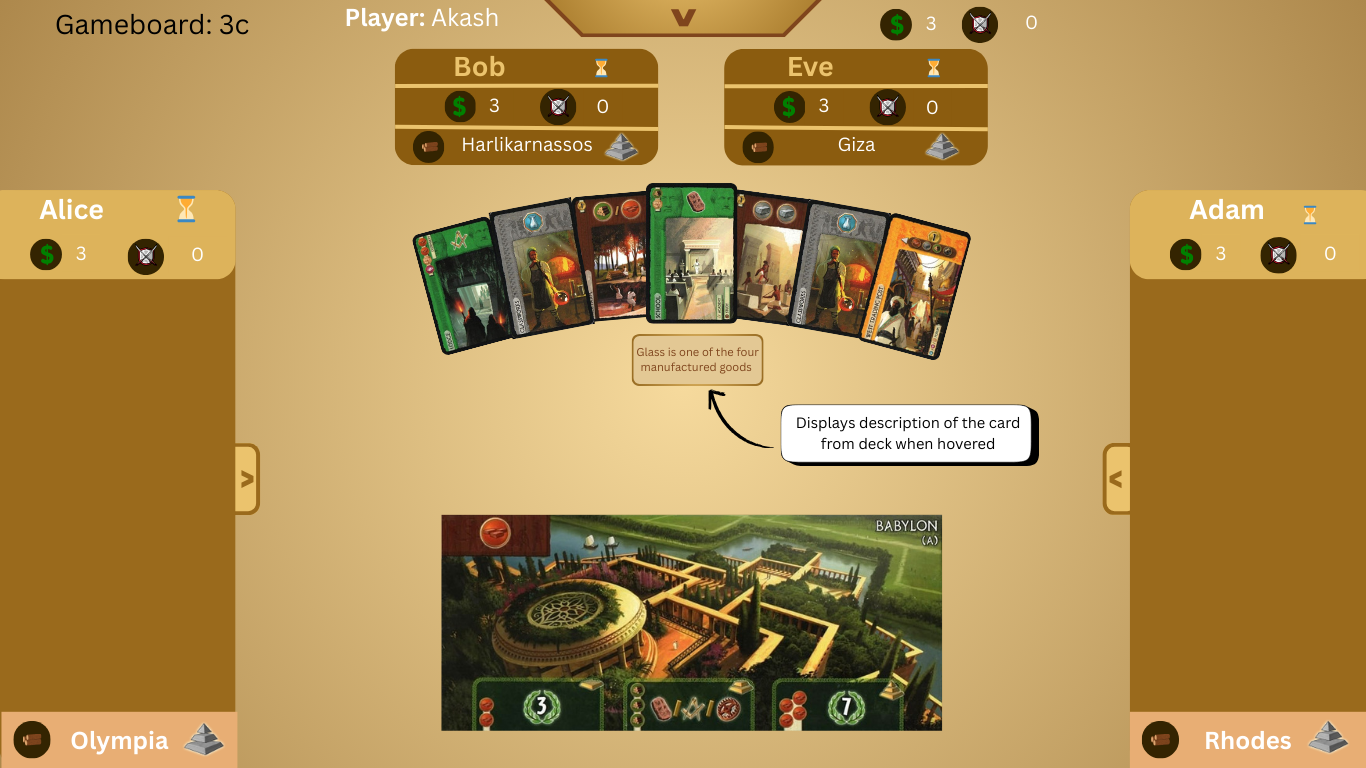 Gameboard: 3c
Player: Akash
V
$ 3 0
Bob
$ 3 0
Harlikarnassos
Eve
$ 3 0
Giza
Alice
$ 3 0
Adam
$ 3 0
SCHOOL
Glass is one of the four
manufactured goods
Displays description of the card
from deck when hovered
>
<
BABYLON
(A)
3
/ /
7
Olympia
Rhodes